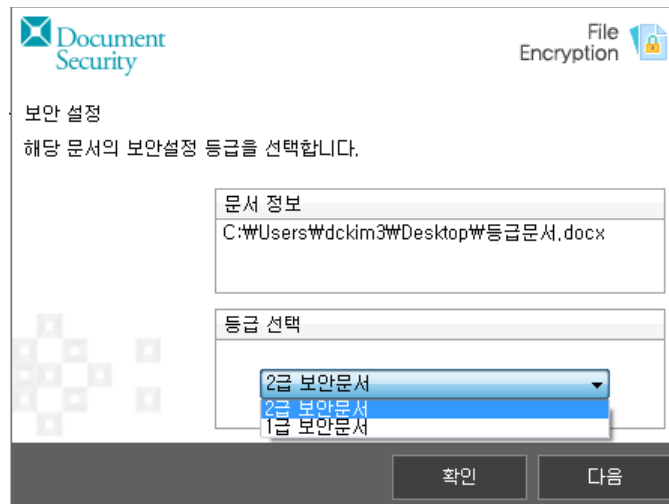 Document
Security
File
Encryption
보안 설정
해당 문서의 보안설정 등급을 선택합니다.
문서 정보
C:₩Users₩dckim3₩Desktop₩등급문서.docx
등급 선택
2급 보안문서
2급 보안문서
1급 보안문서
확인
다음